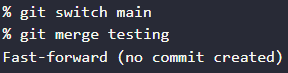 % git switch main
% git merge testing
Fast-forward (no commit created)